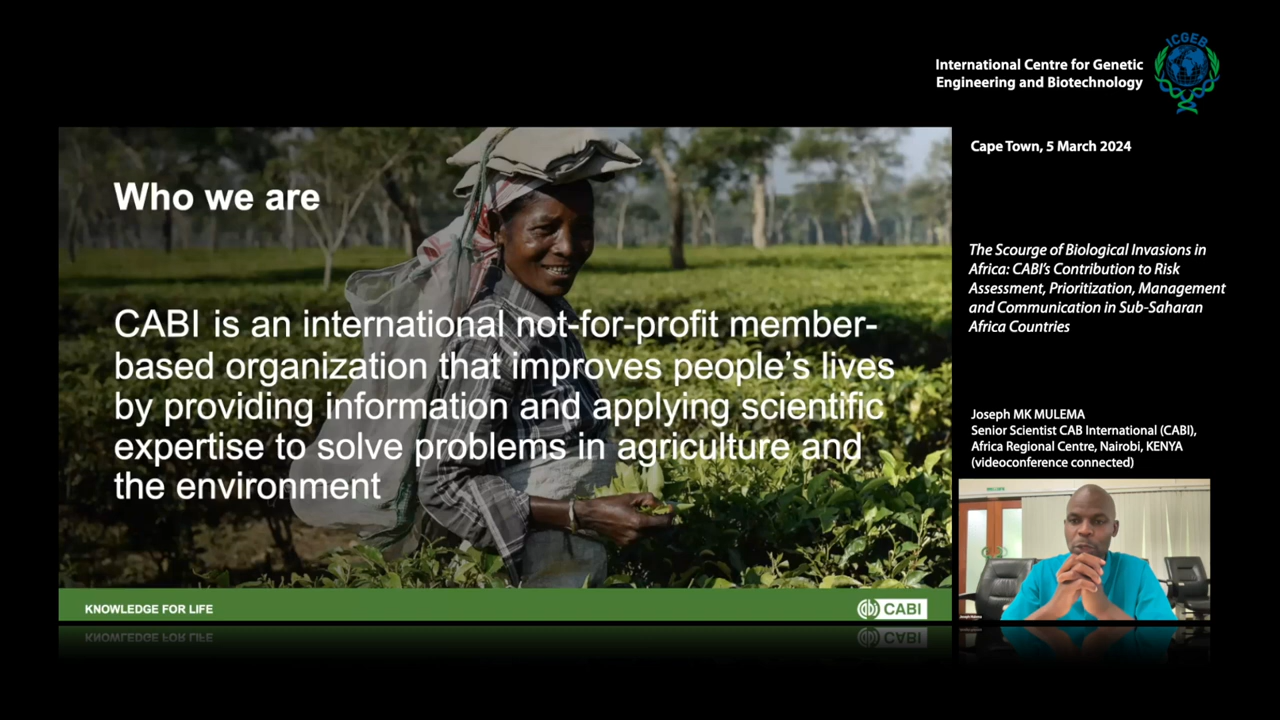 ICGEB
International Centre for Genetic
Engineering and Biotechnology
Cape Town, 5 March 2024
Who we are
CABI is an international not-for-profit member-
based organization that improves people’s lives
by providing information and applying scientific
expertise to solve problems in agriculture and
the environment
KNOWLEDGE FOR LIFE
CABI
The Scourge of Biological Invasions in
Africa: CABI’s Contribution to Risk
Assessment, Prioritization, Management
and Communication in Sub-Saharan
Africa Countries
Joseph MK MULEMA
Senior Scientist CAB International (CABI),
Africa Regional Centre, Nairobi, KENYA
(videoconference connected)